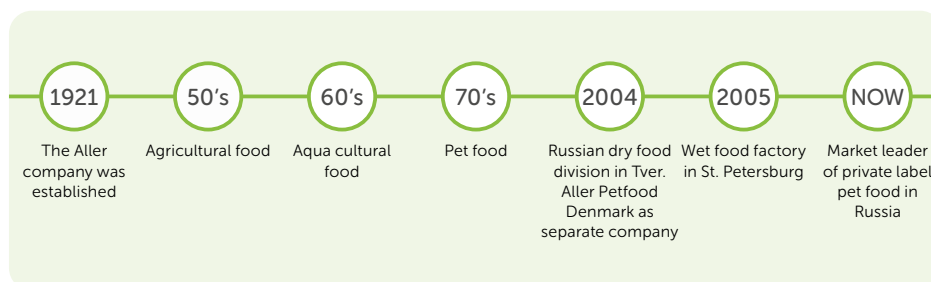 1921
50's
60's
70's
2004
2005
NOW
The Aller
company was
established
Agricultural food
Aqua cultural
food
Pet food
Russian dry food
division in Tver.
Aller Petfood
Denmark as
separate company
Wet food factory
in St. Petersburg
Market leader
of private label
pet food in
Russia